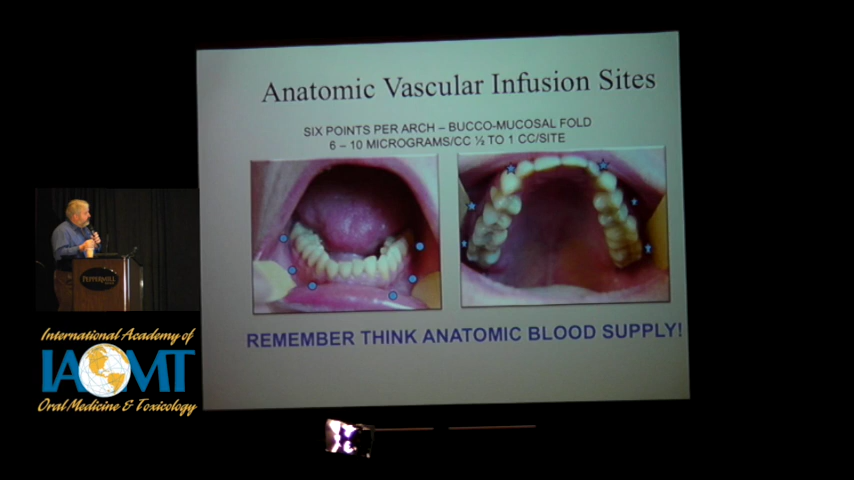 Anatomic Vascular Infusion Sites
SIX POINTS PER ARCH – BUCCO-MUCOSAL FOLD
6 – 10 MICROGRAMS/CC ½ TO 1 CC/SITE
REMEMBER THINK ANATOMIC BLOOD SUPPLY!
PEPPERMILL
International Academy of
IAOMT
Oral Medicine & Toxicology